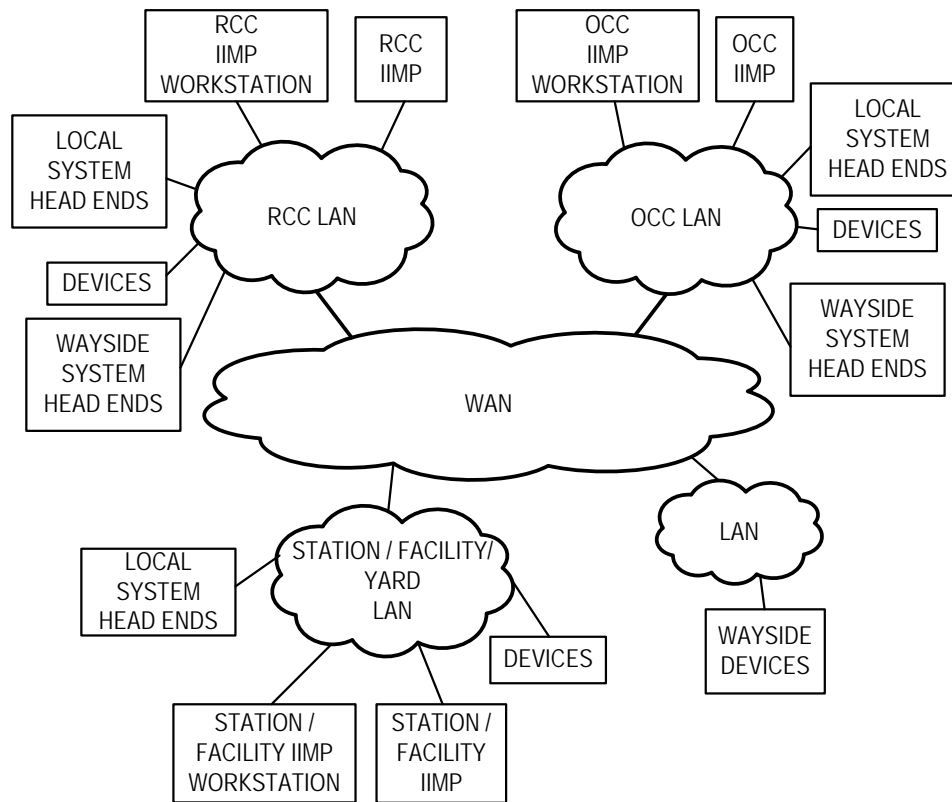 RCC
IIMP
WORKSTATION
RCC
IIMP
OCC
IIMP
WORKSTATION
OCC
IIMP
LOCAL
SYSTEM
HEAD ENDS
RCC LAN
OCC LAN
LOCAL
SYSTEM
HEAD ENDS
DEVICES
DEVICES
WAYSIDE
SYSTEM
HEAD ENDS
WAYSIDE
SYSTEM
HEAD ENDS
WAN
LOCAL
SYSTEM
HEAD ENDS
STATION / FACILITY/
YARD
LAN
LAN
DEVICES
WAYSIDE
DEVICES
STATION /
FACILITY IIMP
WORKSTATION
STATION /
FACILITY
IIMP